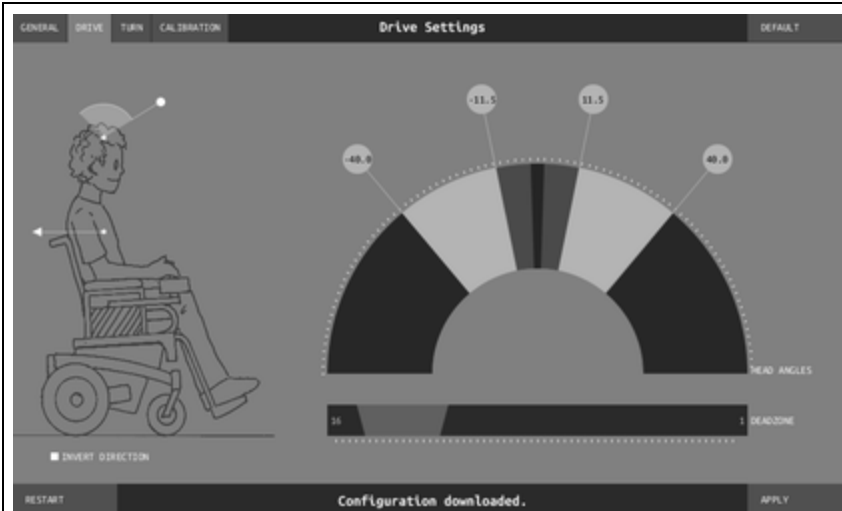 GENERAL DRIVE TURN CALIBRATION Drive Settings DEFAULT
-11.5 11.5
-40.0 40.0
HEAD ANGLES
16 1 DEADZONE
INVERT DIRECTION
RESTART Configuration downloaded. APPLY